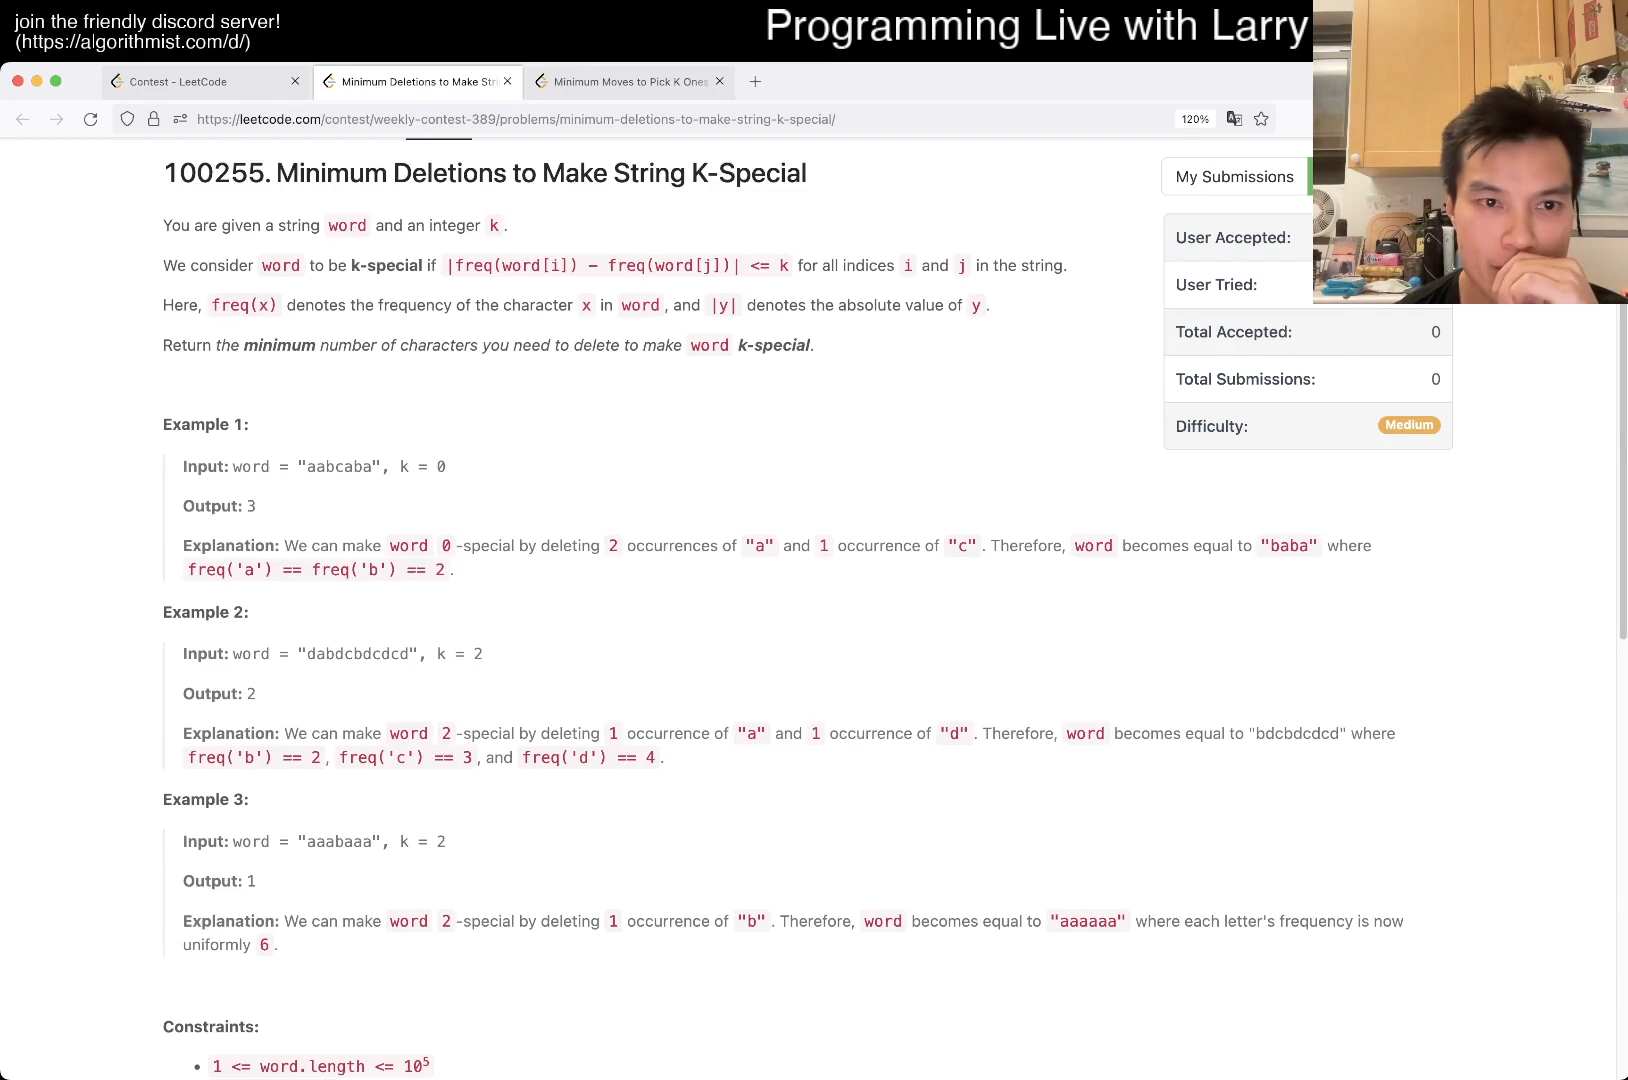 join the friendly discord server!
(https://algorithmist.com/d/)
Programming Live with Larry
Contest - LeetCode
Minimum Deletions to Make Stri
Minimum Moves to Pick K Ones
https://leetcode.com/contest/weekly-contest-389/problems/minimum-deletions-to-make-string-k-special/
120%
100255. Minimum Deletions to Make String K-Special
My Submissions
You are given a string word and an integer k .
User Accepted:
We consider word to be k-special if |freq(word[i]) - freq(word[j])| <= k for all indices i and j in the string.
User Tried:
Here, freq(x) denotes the frequency of the character x in word , and |y| denotes the absolute value of y .
Total Accepted: 0
Return the minimum number of characters you need to delete to make word k-special.
Total Submissions: 0
Difficulty: Medium
Example 1:
Input: word = "aabcaba", k = 0
Output: 3
Explanation: We can make word 0 -special by deleting 2 occurrences of "a" and 1 occurrence of "c" . Therefore, word becomes equal to "baba" where
freq('a') == freq('b') == 2 .
Example 2:
Input: word = "dabdcbdcdcd", k = 2
Output: 2
Explanation: We can make word 2 -special by deleting 1 occurrence of "a" and 1 occurrence of "d" . Therefore, word becomes equal to "bdcbdcdcd" where
freq('b') == 2 , freq('c') == 3 , and freq('d') == 4 .
Example 3:
Input: word = "aaabaaa", k = 2
Output: 1
Explanation: We can make word 2 -special by deleting 1 occurrence of "b" . Therefore, word becomes equal to "aaaaaa" where each letter's frequency is now
uniformly 6 .
Constraints:
• 1 <= word.length <= 10⁵